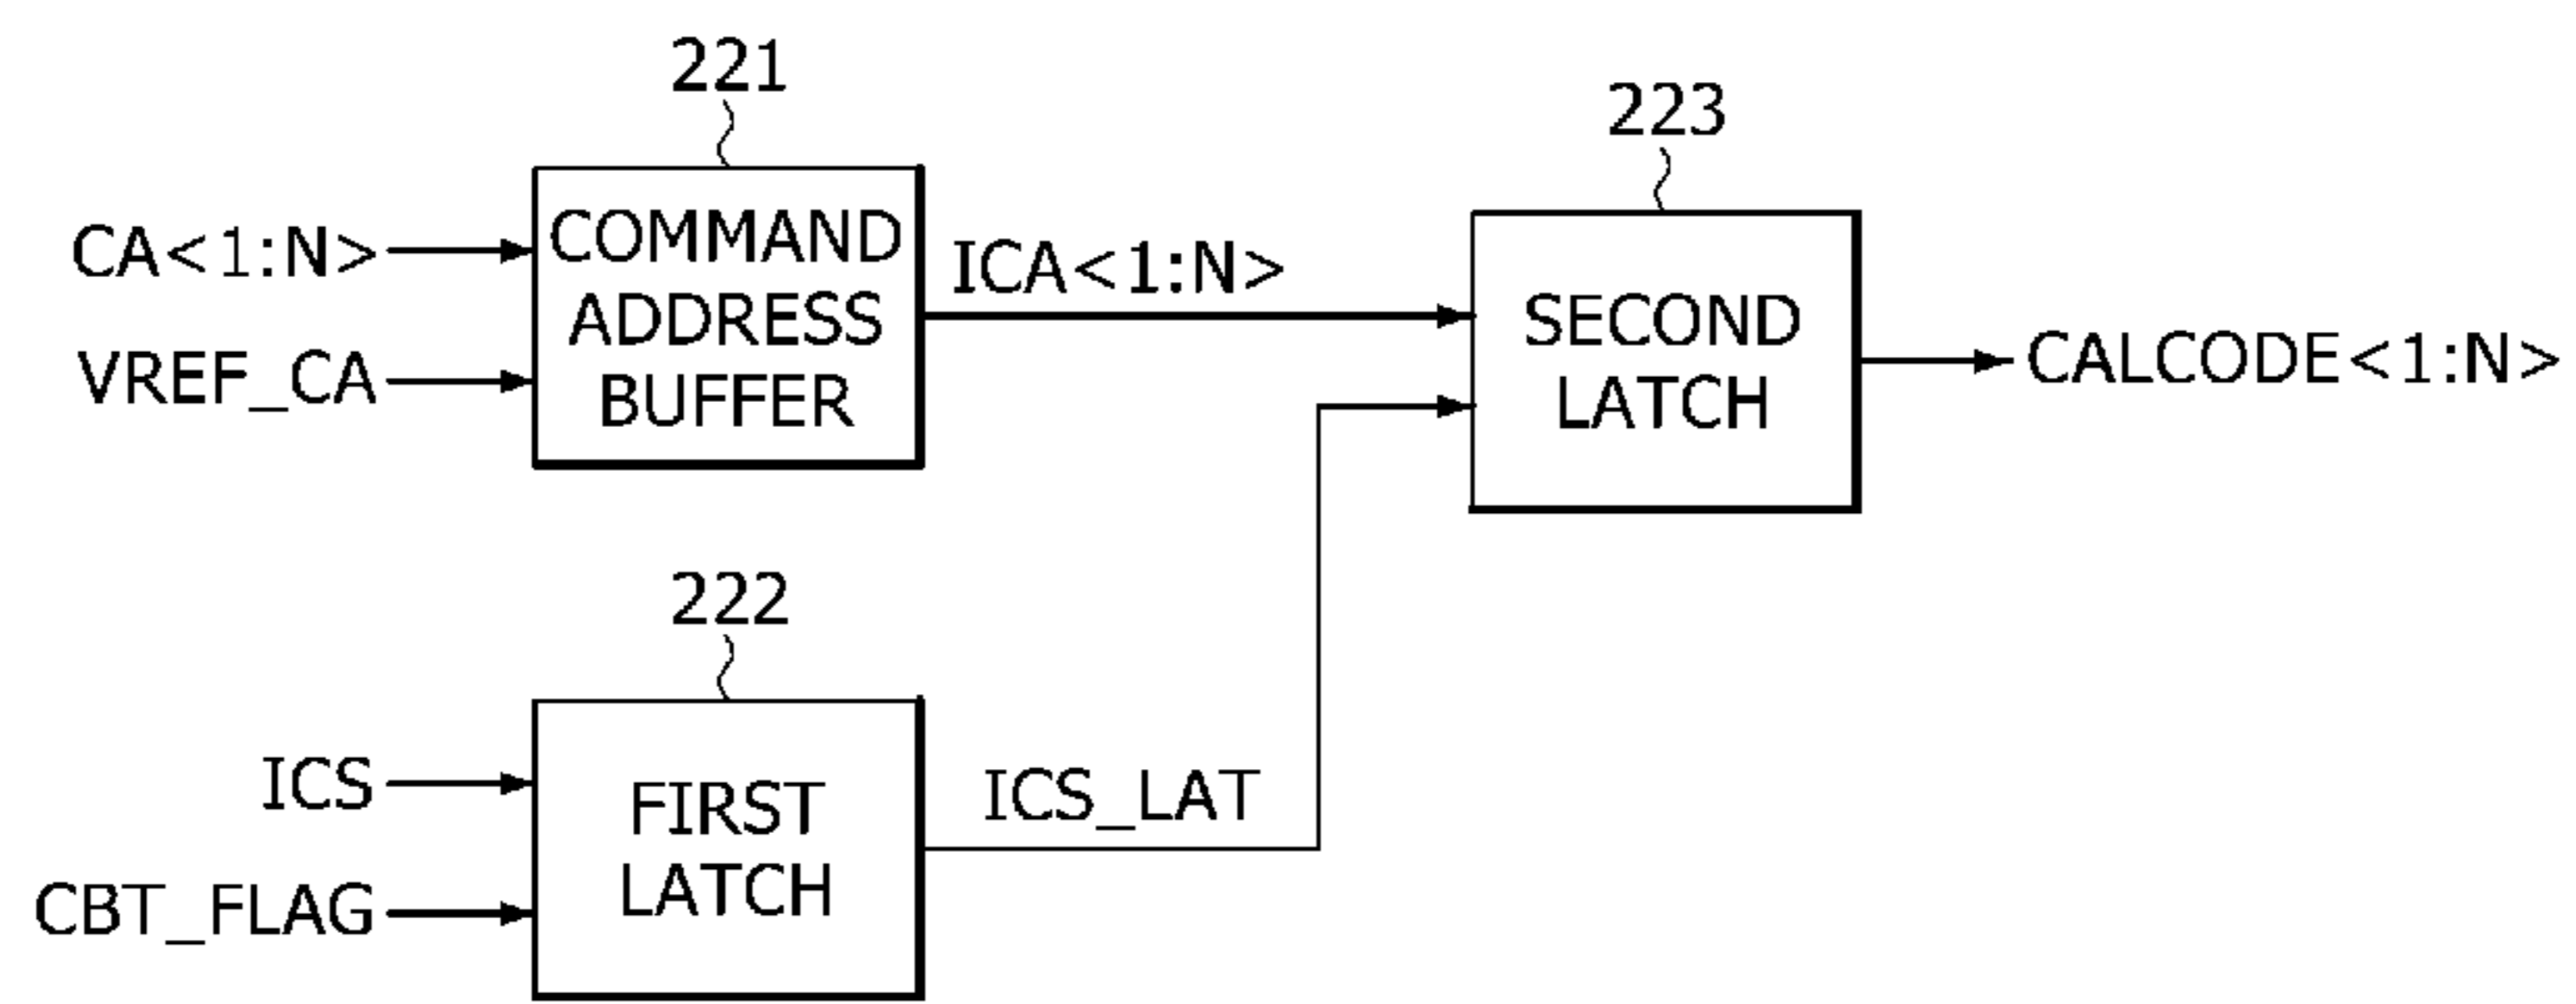 221
223
CA<1:N>
VREF_CA
COMMAND
ADDRESS
BUFFER
ICA<1:N>
SECOND
LATCH
CALCODE<1:N>
222
ICS
CBT_FLAG
FIRST
LATCH
ICS_LAT